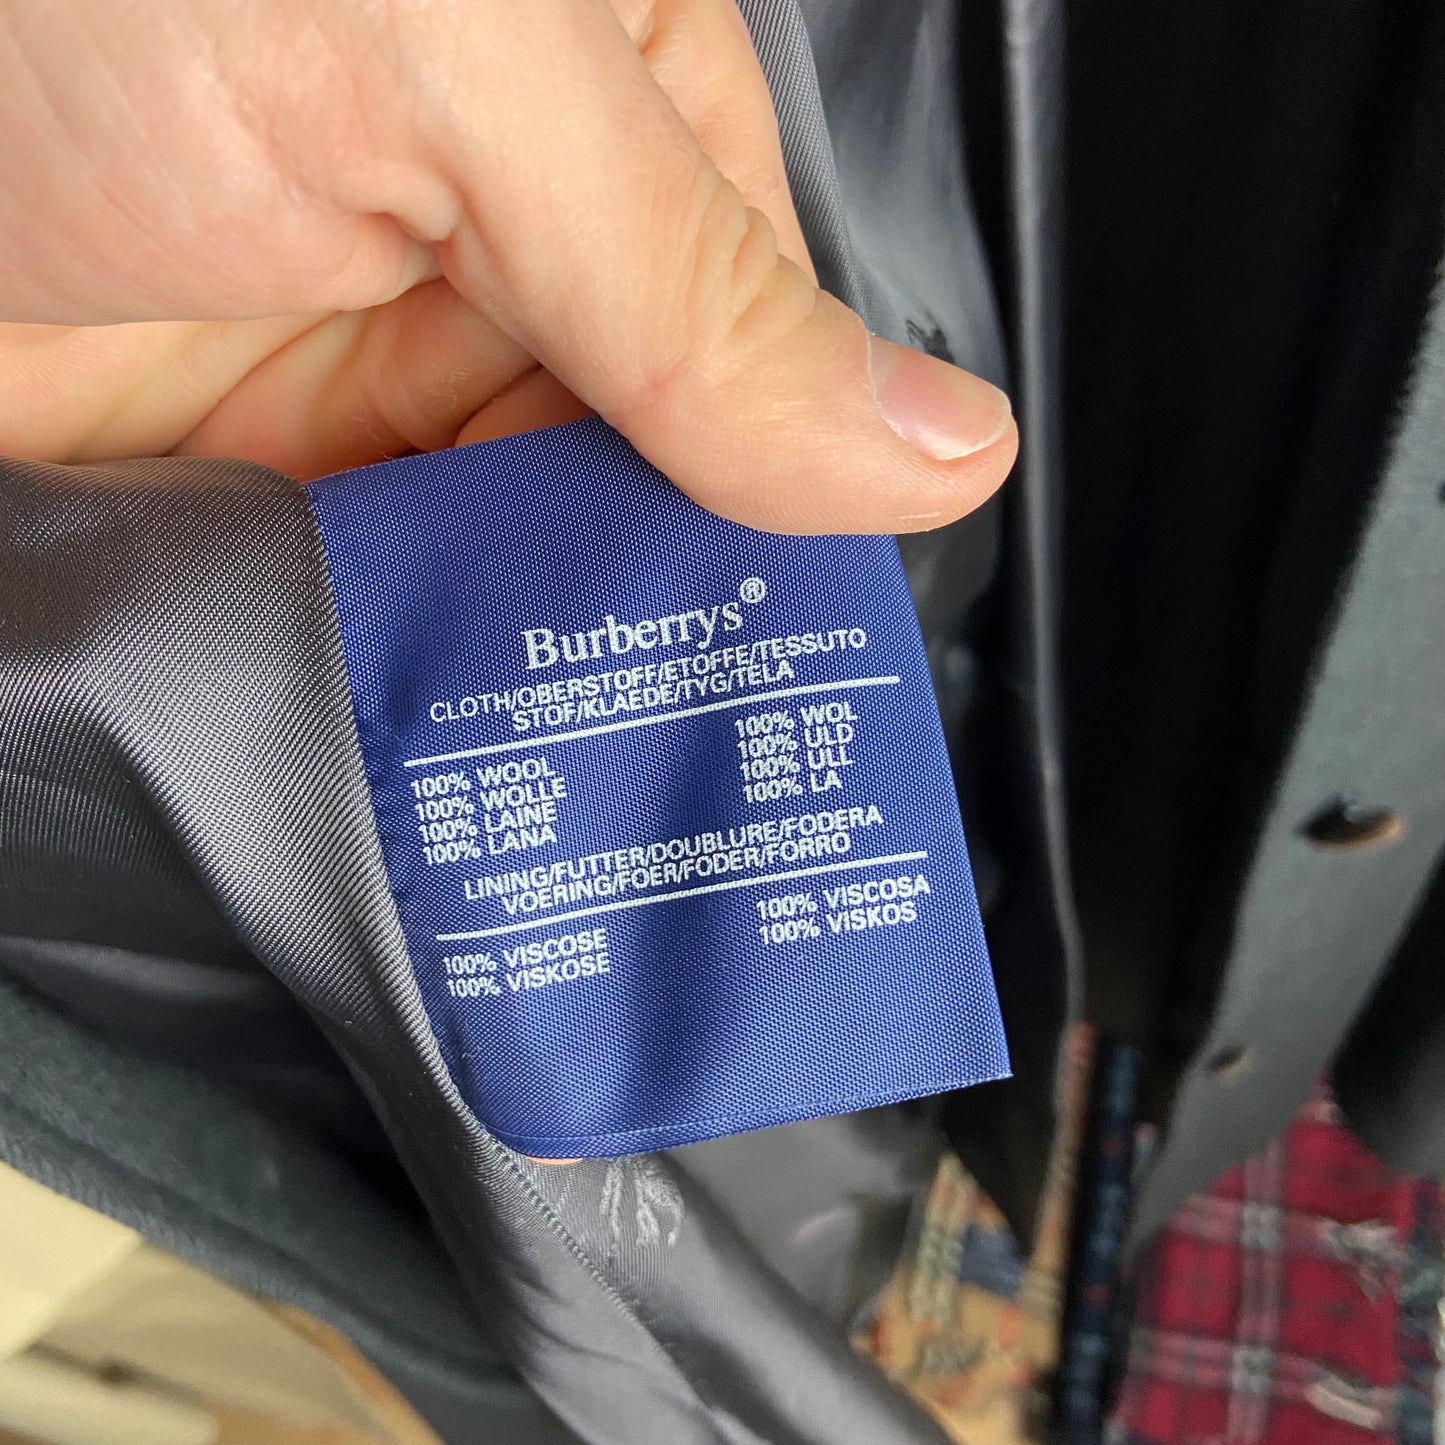 Burberrys®
CLOTH/OBERSTOFF/ETOFFE/TESSUTO
STOF/KLAEDE/TYG/TELA
100% WOOL
100% WOLLE
100% LAINE
100% LANA
100% WOL
100% ULD
100% ULL
100% LA
LINING/FUTTER/DOUBLURE/FODERA
VOERING/FOER/FODER/FORRO
100% VISCOSE
100% VISKOSE
100% VISCOSA
100% VISKOS